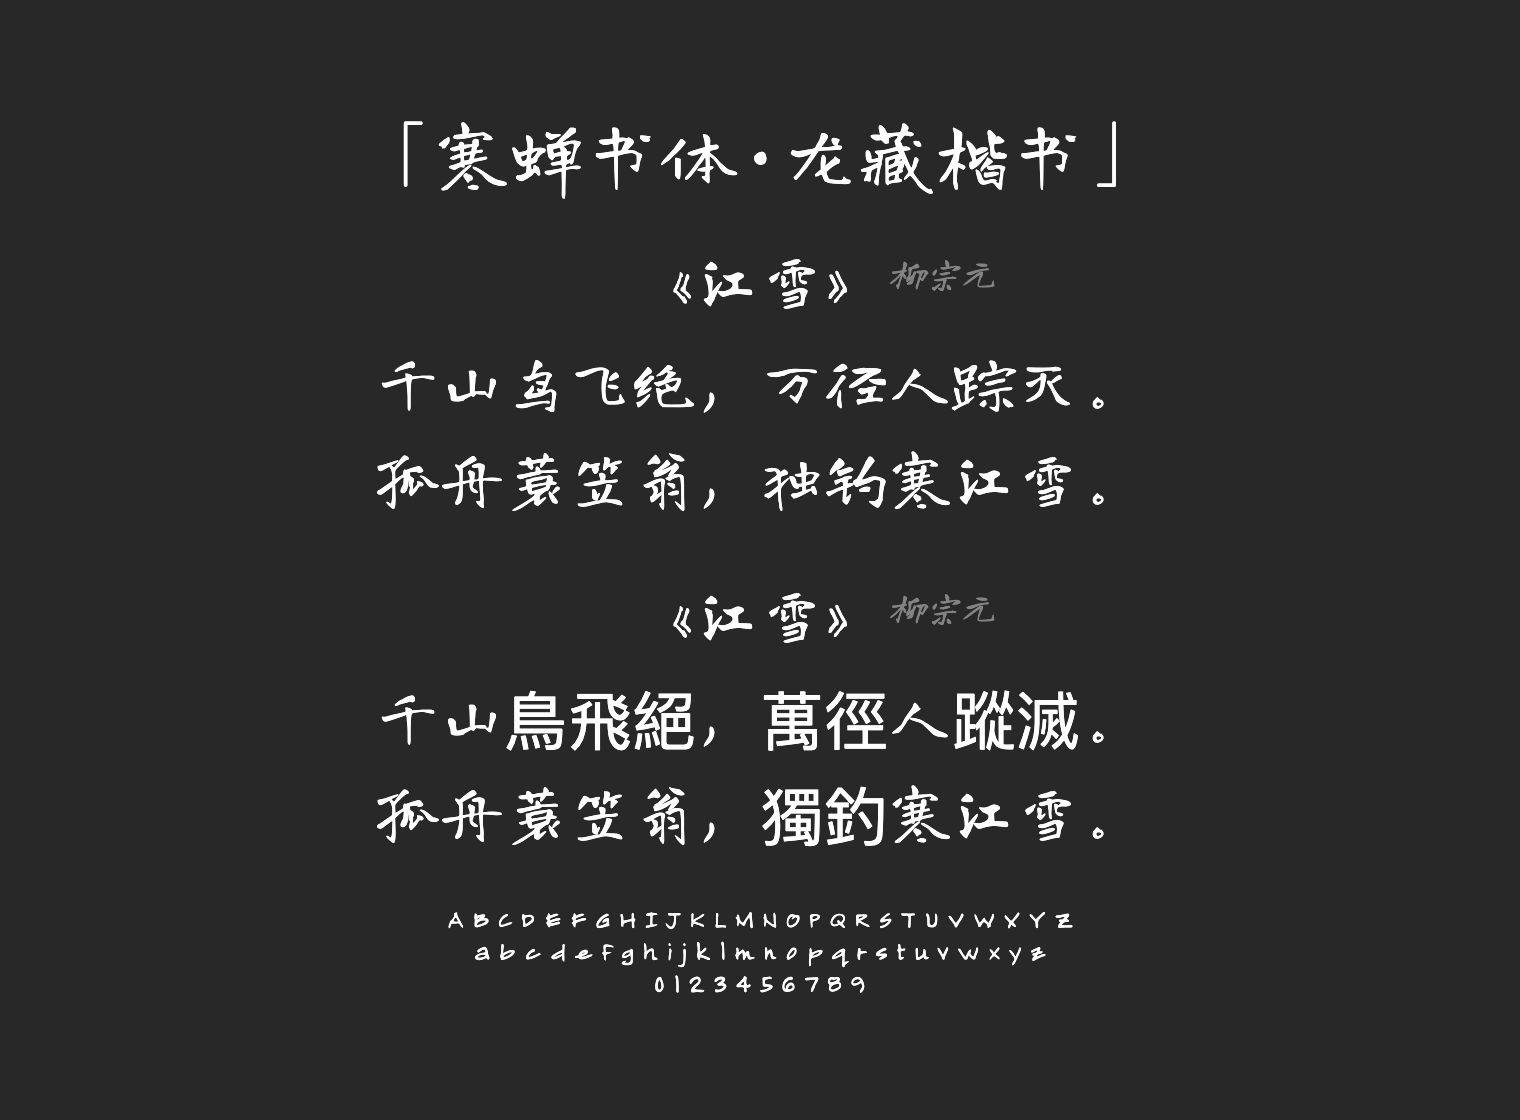 「寒蝉书体·龙藏楷书」
《江雪》 柳宗元
千山鸟飞绝，万径人踪灭。
孤舟蓑笠翁，独钓寒江雪。
《江雪》 柳宗元
千山鳥飛絕，萬徑人蹤滅。
孤舟蓑笠翁，獨釣寒江雪。
A B C D E F G H I J K L M N O P Q R S T U V W X Y Z
a b c d e f g h i j k l m n o p q r s t u v w x y z
0 1 2 3 4 5 6 7 8 9